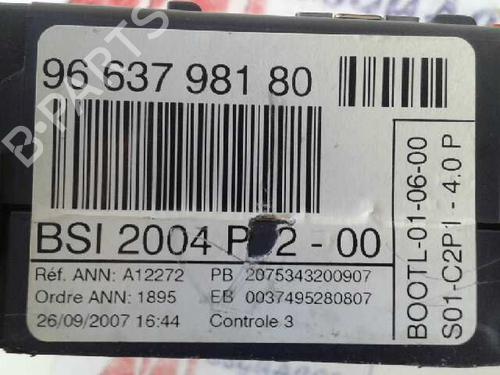 96 637 981 80
BSI 2004 P 2 - 00
Réf. ANN: A12272 PB 2075343200907
Ordre ANN: 1895 EB 0037495280807
26/09/2007 16:44 Controle 3
BOOTL-01-06-00
S01-C2P1 - 4.0 P
B-PARTS